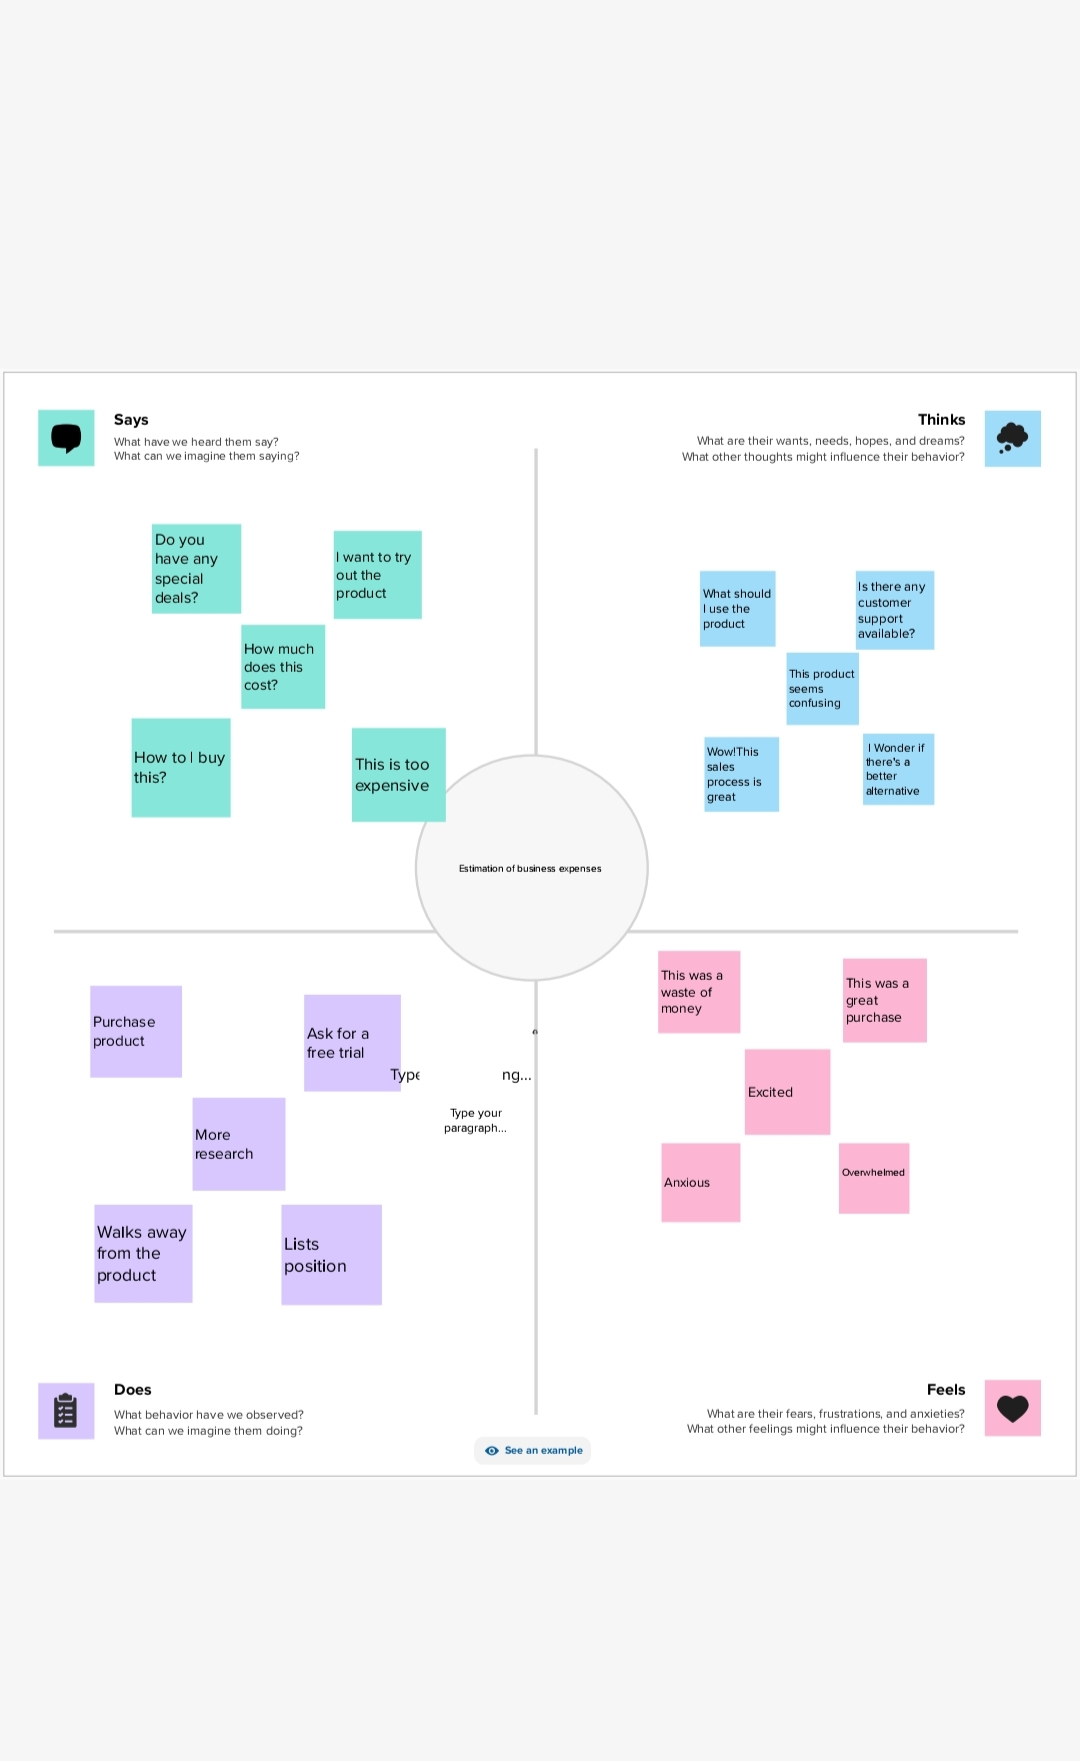 Says
What have we heard them say?
What can we imagine them saying?
Thinks
What are their wants, needs, hopes, and dreams?
What other thoughts might influence their behavior?
Do you
have any
special
deals?
I want to try
out the
product
How much
does this
cost?
How to I buy
this?
This is too
expensive
What should
I use the
product
Is there any
customer
support
available?
This product
seems
confusing
Wow!This
sales
process is
great
I Wonder if
there's a
better
alternative
Estimation of business expenses
Purchase
product
Ask for a
free trial
More
research
Walks away
from the
product
Lists
position
ng...
Type your
paragraph...
This was a
waste of
money
This was a
great
purchase
Excited
Anxious
Overwhelmed
Does
What behavior have we observed?
What can we imagine them doing?
Feels
What are their fears, frustrations, and anxieties?
What other feelings might influence their behavior?
See an example